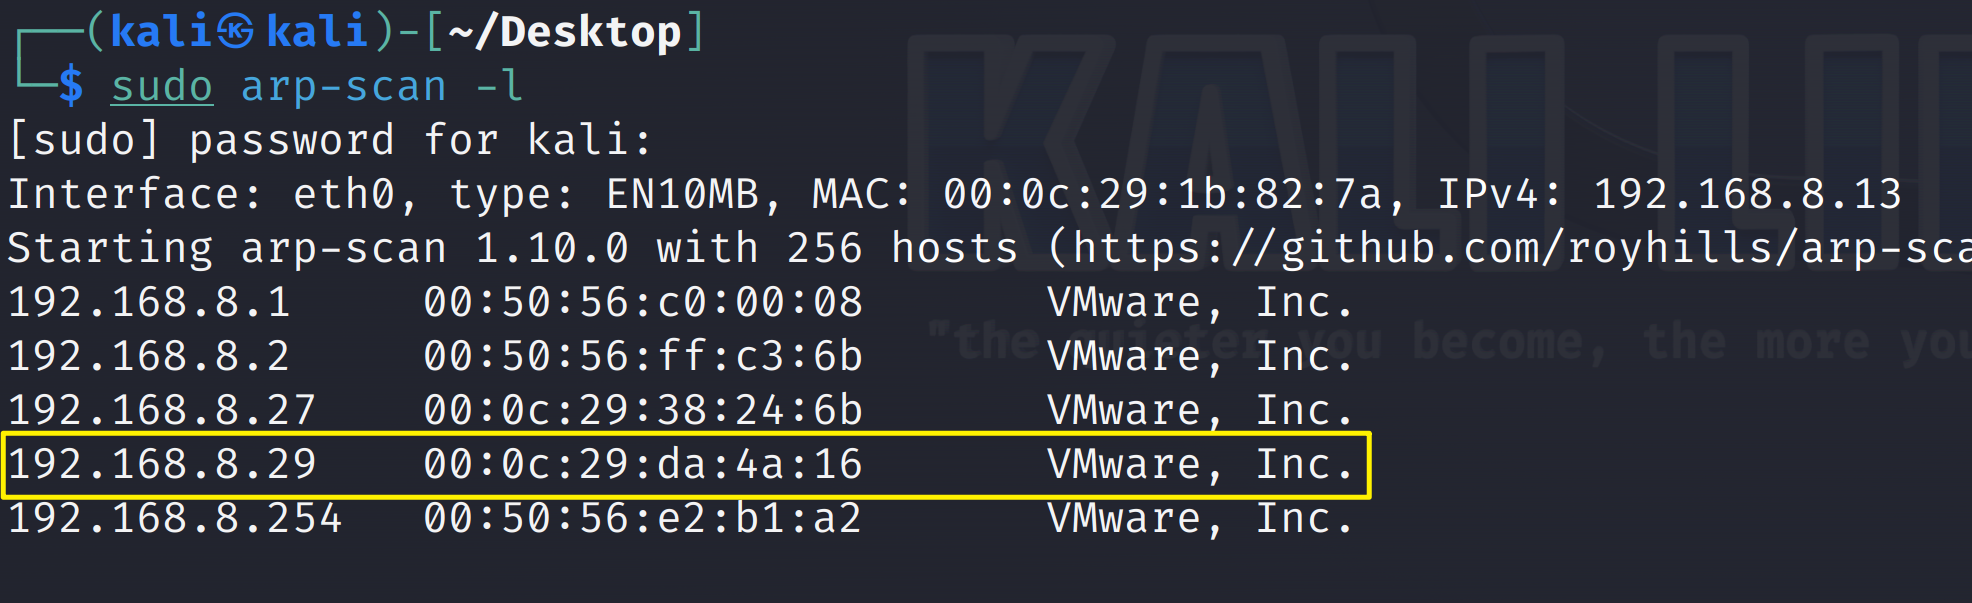 ┌──(kali㉿kali)-[~/Desktop]
└─$ sudo arp-scan -l
[sudo] password for kali:
Interface: eth0, type: EN10MB, MAC: 00:0c:29:1b:82:7a, IPv4: 192.168.8.13
Starting arp-scan 1.10.0 with 256 hosts (https://github.com/royhills/arp-sca
192.168.8.1 00:50:56:c0:00:08 VMware, Inc.
192.168.8.2 00:50:56:ff:c3:6b VMware, Inc.
192.168.8.27 00:0c:29:38:24:6b VMware, Inc.
192.168.8.29 00:0c:29:da:4a:16 VMware, Inc.
192.168.8.254 00:50:56:e2:b1:a2 VMware, Inc.
KALI LI
"the quieter you become, the more you